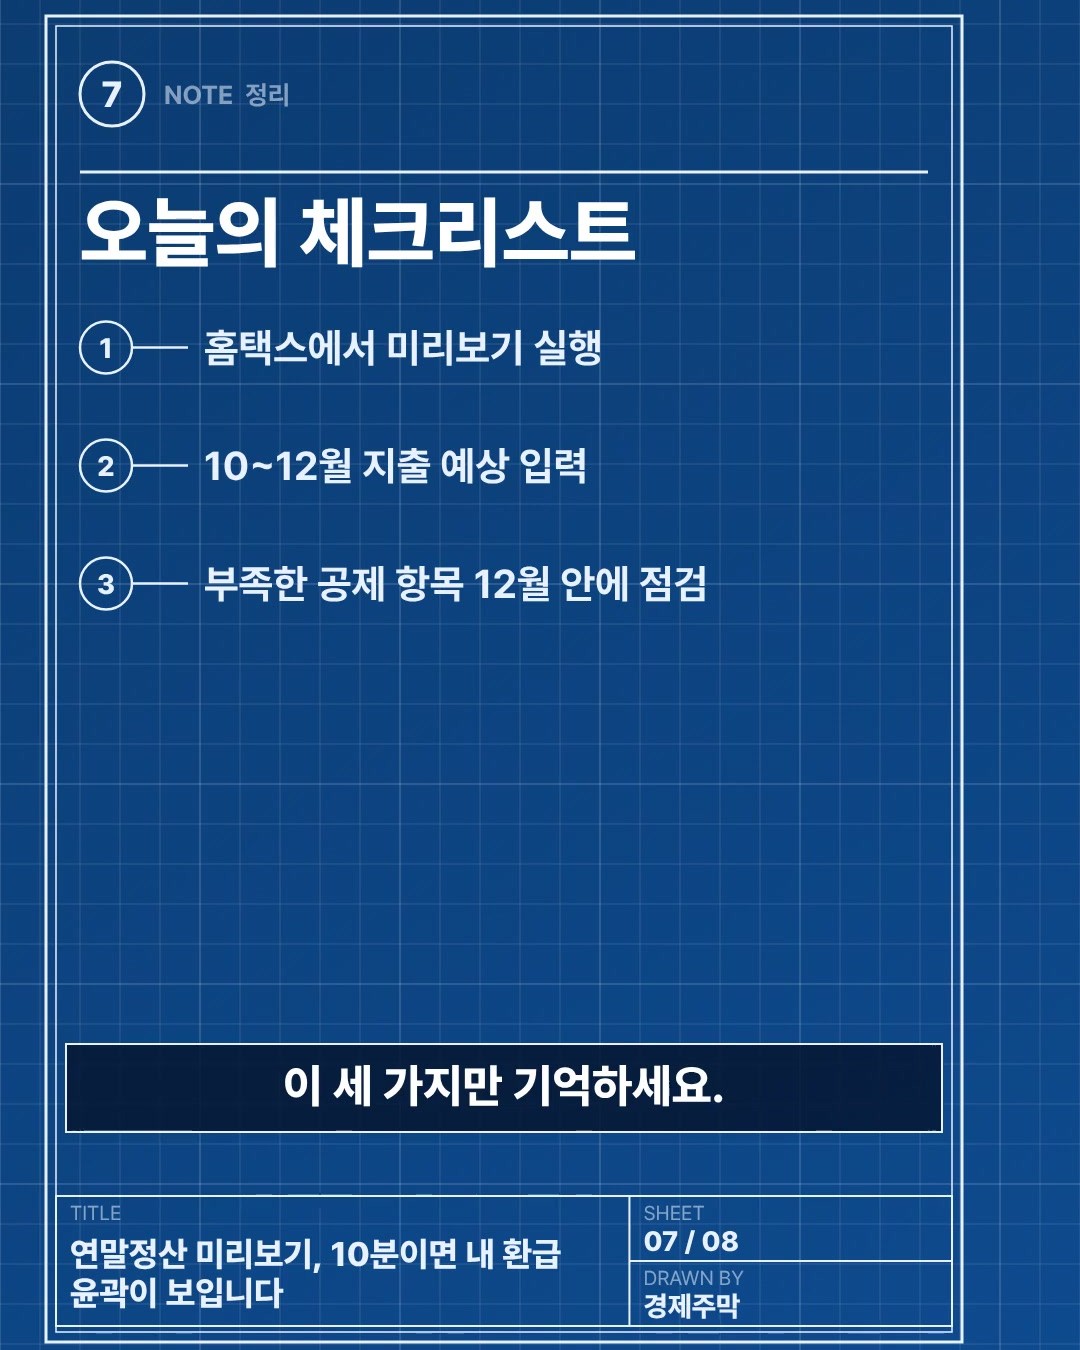 7 NOTE 정리
오늘의 체크리스트
1 홈택스에서 미리보기 실행
2 10~12월 지출 예상 입력
3 부족한 공제 항목 12월 안에 점검
이 세 가지만 기억하세요.
TITLE
연말정산 미리보기, 10분이면 내 환급
윤곽이 보입니다
SHEET
07 / 08
DRAWN BY
경제주막